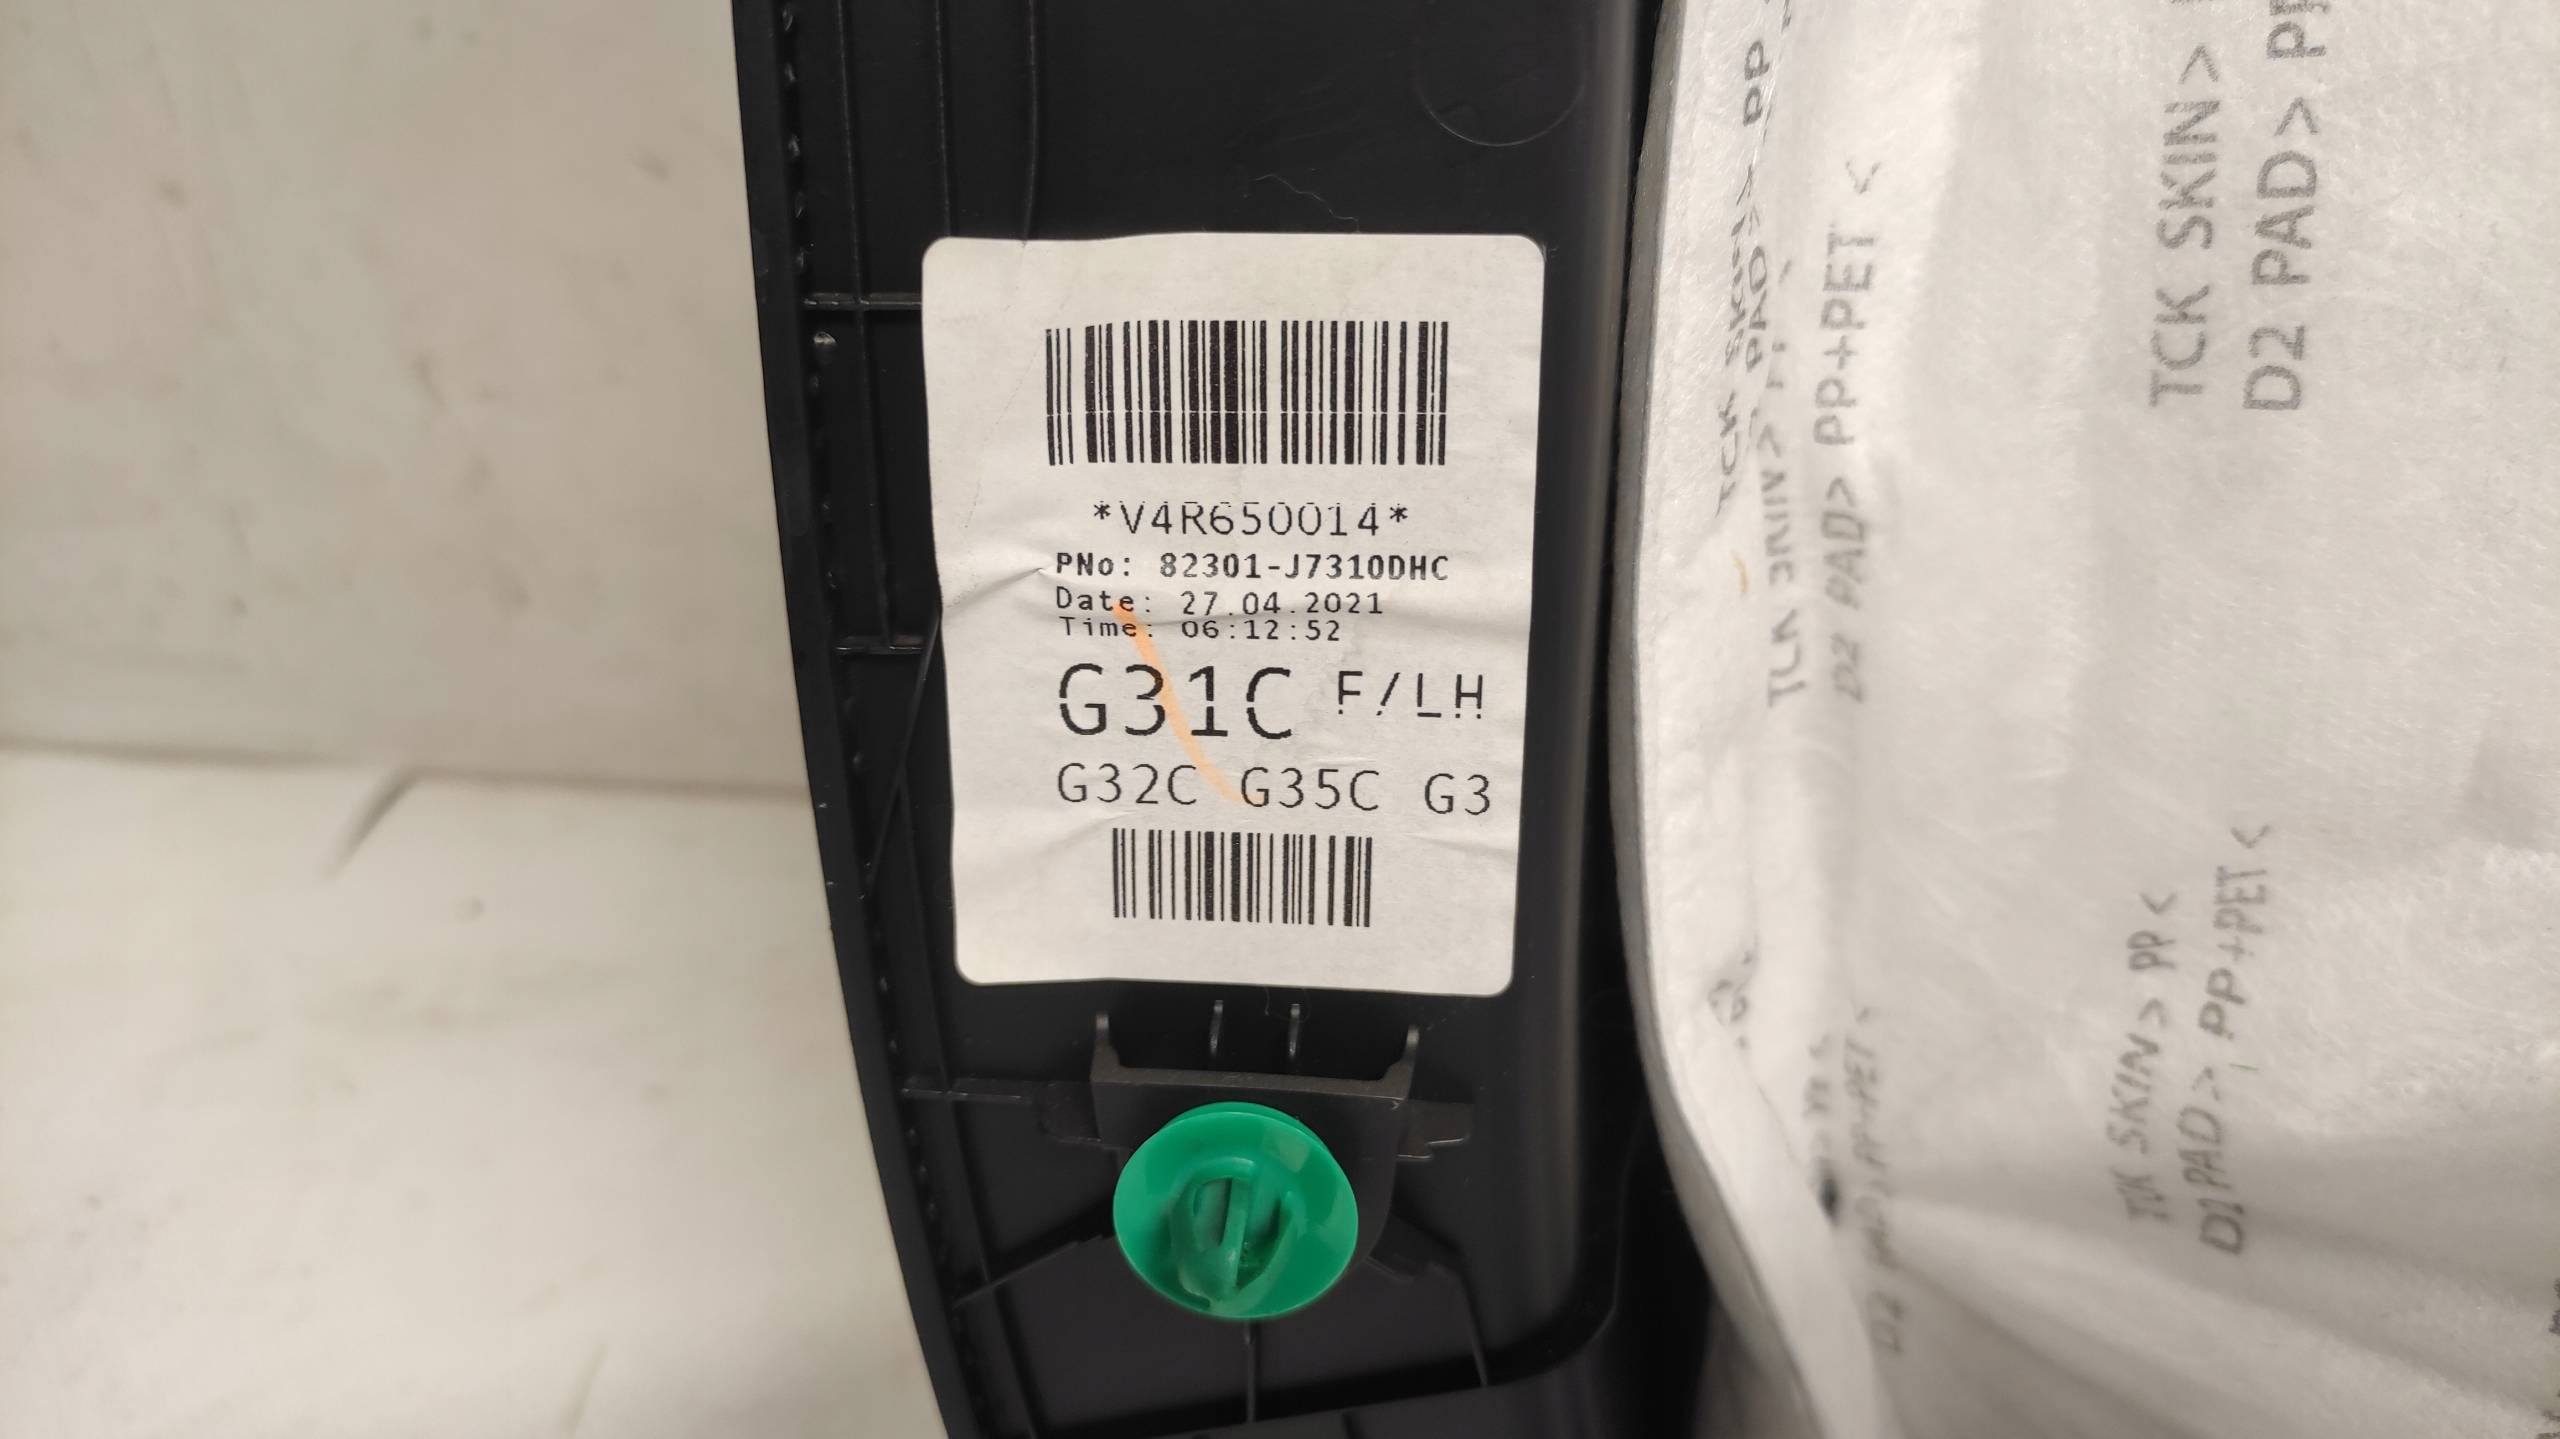 *V4R650014*
PNo: 82301-J7310DHC
Date: 27.04.2021
Time: 06:12:52
G31C F/LH
G32C G35C G3
TCK SKIN>
D2 PAD>
D2 PAD> PP+PET <
TCK SKIN> PP <
D1 PAD> PP+PET <